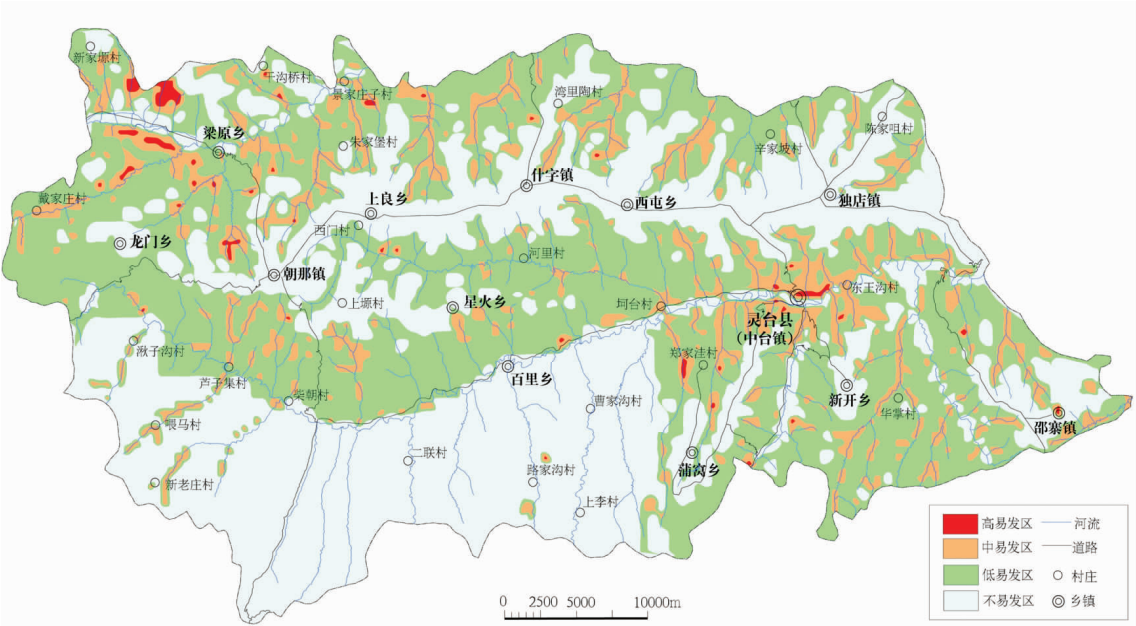 新家塬村
干沟桥村
景家庄子村
湾里陶村
陈家咀村
梁原乡
朱家堡村
辛家坡村
什字镇
戴家庄村
上良乡
西屯乡
独店镇
西门村
龙门乡
河里村
朝那镇
东王沟村
上塬村
星火乡
坷台村
灵台县
(中台镇)
湫子沟村
郑家洼村
芦子集村
百里乡
新开乡
柒朝村
曹家沟村
华掌村
邵寨镇
喂马村
二联村
蒲窝乡
路家沟村
新老庄村
上李村
高易发区
河流
中易发区
道路
低易发区
村庄
不易发区
乡镇
0 2500 5000 10000m